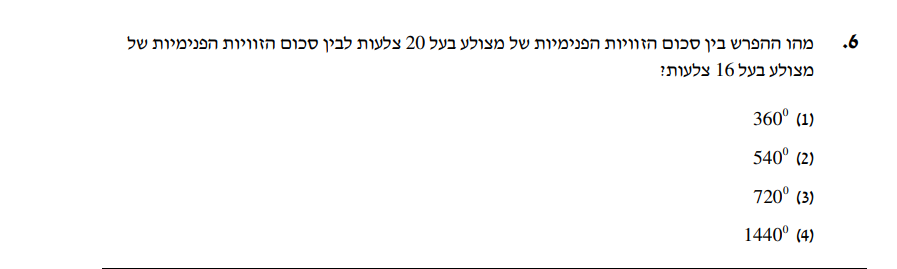 6. מהו ההפרש בין סכום הזוויות הפנימיות של מצולע בעל 20 צלעות לבין סכום הזוויות הפנימיות של
מצולע בעל 16 צלעות?
(1) 360⁰
(2) 540⁰
(3) 720⁰
(4) 1440⁰